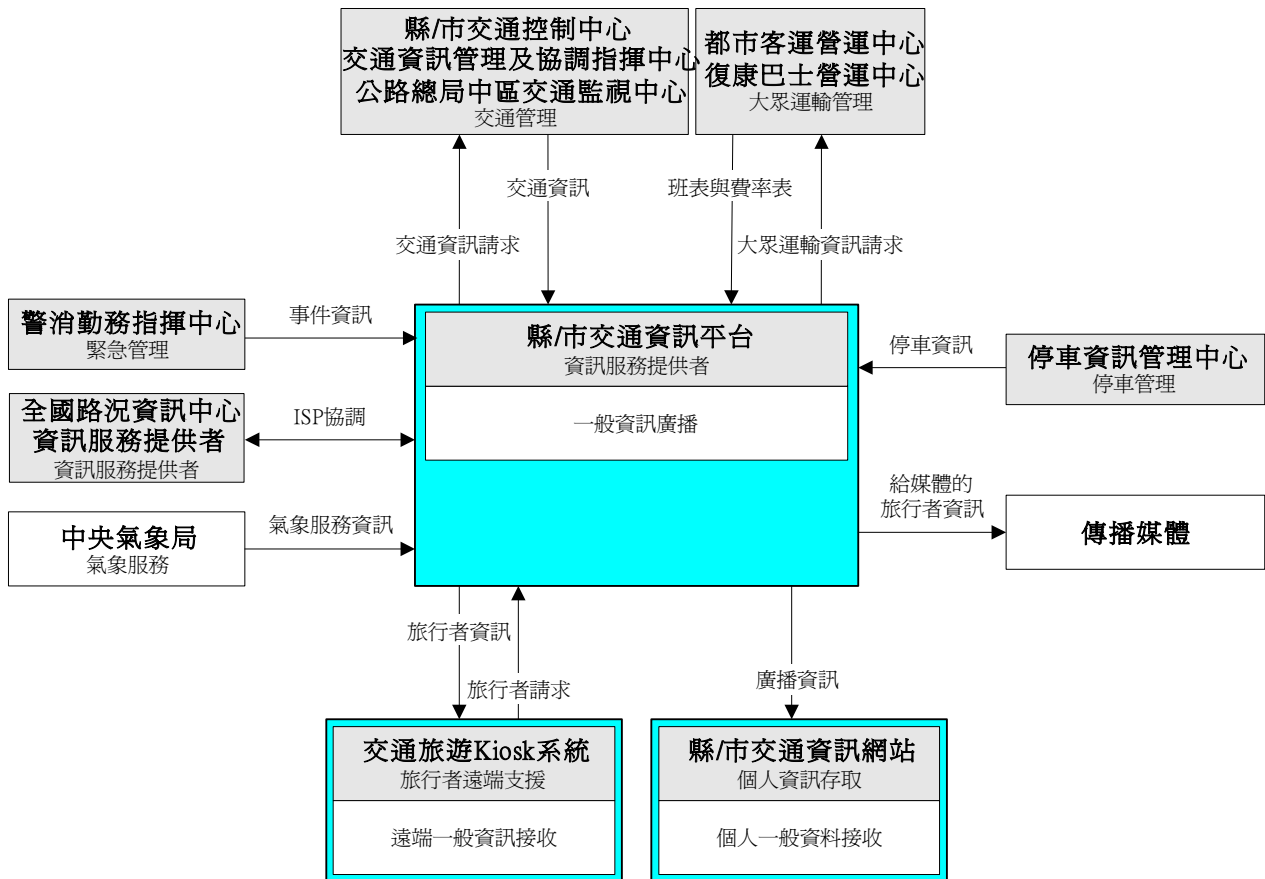 縣/市交通控制中心
交通資訊管理及協調指揮中心
公路總局中區交通監視中心
交通管理
都市客運營運中心
復康巴士營運中心
大眾運輸管理
交通資訊
班表與費率表
交通資訊請求
大眾運輸資訊請求
警消勤務指揮中心
緊急管理
事件資訊
縣/市交通資訊平台
資訊服務提供者
一般資訊廣播
停車資訊
停車資訊管理中心
停車管理
全國路況資訊中心
資訊服務提供者
資訊服務提供者
ISP協調
中央氣象局
氣象服務
氣象服務資訊
給媒體的
旅行者資訊
傳播媒體
旅行者資訊
旅行者請求
廣播資訊
交通旅遊Kiosk系統
旅行者遠端支援
遠端一般資訊接收
縣/市交通資訊網站
個人資訊存取
個人一般資料接收